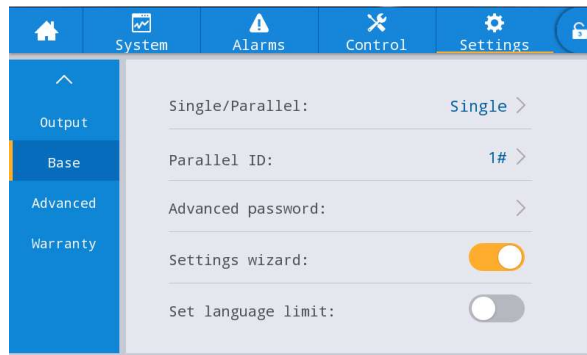 System Alarms Control Settings
Output
Base
Advanced
Warranty
Single/Parallel: Single
Parallel ID: 1#
Advanced password:
Settings wizard:
Set language limit: